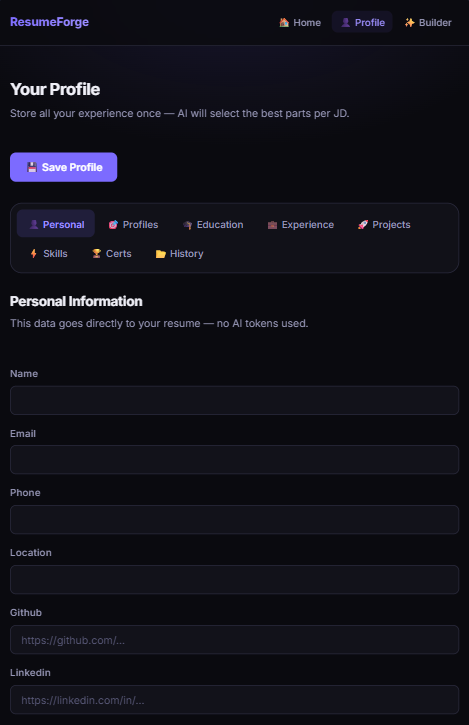 ResumeForge
🏠 Home 👤 Profile ✨ Builder
Your Profile
Store all your experience once — AI will select the best parts per JD.
💾 Save Profile
👤 Personal 🎯 Profiles 🎓 Education 💼 Experience 🚀 Projects
⚡ Skills 🏆 Certs 📂 History
Personal Information
This data goes directly to your resume — no AI tokens used.
Name
Email
Phone
Location
Github
https://github.com/...
Linkedin
https://linkedin.com/in/...